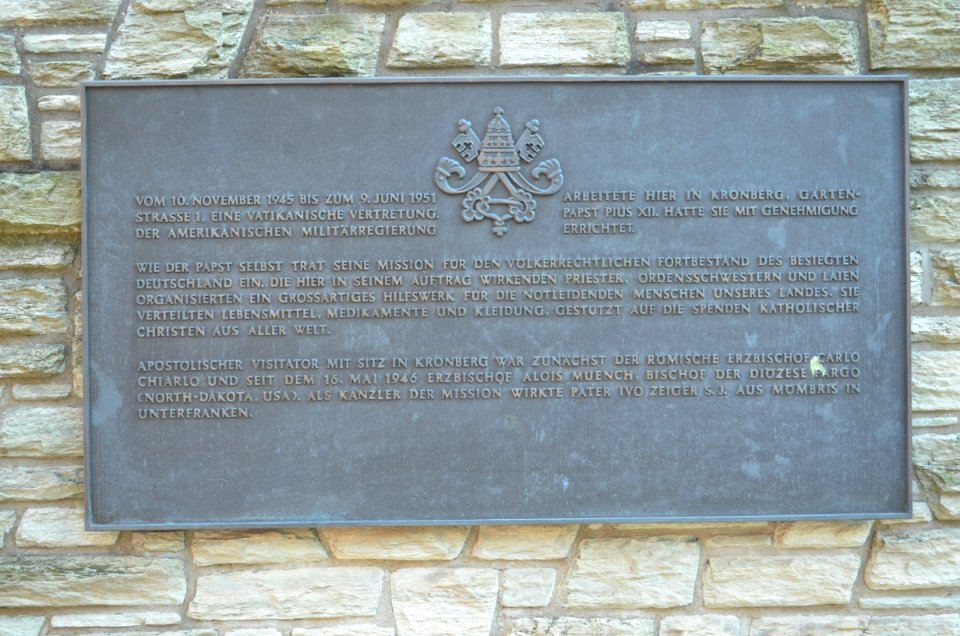 VOM 10. NOVEMBER 1945 BIS ZUM 9. JUNI 1951 ARBEITETE HIER IN KRONBERG, GARTEN-
STRASSE 1, EINE VATIKANISCHE VERTRETUNG. PAPST PIUS XII. HATTE SIE MIT GENEHMIGUNG
DER AMERIKANISCHEN MILITÄRREGIERUNG ERRICHTET.
WIE DER PAPST SELBST TRAT SEINE MISSION FÜR DEN VÖLKERRECHTLICHEN FORTBESTAND DES BESIEGTEN
DEUTSCHLAND EIN. DIE HIER IN SEINEM AUFTRAG WIRKENDEN PRIESTER, ORDENSSCHWESTERN UND LAIEN
ORGANISIERTEN EIN GROSSARTIGES HILFSWERK FÜR DIE NOTLEIDENDEN MENSCHEN UNSERES LANDES. SIE
VERTEILTEN LEBENSMITTEL, MEDIKAMENTE UND KLEIDUNG, GESTÜTZT AUF DIE SPENDEN KATHOLISCHER
CHRISTEN AUS ALLER WELT.
APOSTOLISCHER VISITATOR MIT SITZ IN KRONBERG WAR ZUNÄCHST DER RÖMISCHE ERZBISCHOF CARLO
CHIARLO UND SEIT DEM 16. MAI 1946 ERZBISCHOF ALOIS MUENCH, BISCHOF DER DIÖZESE FARGO
(NORTH-DAKOTA, USA). ALS KANZLER DER MISSION WIRKTE PATER IVO ZEIGER S.J. AUS MÖMBRIS IN
UNTERFRANKEN.